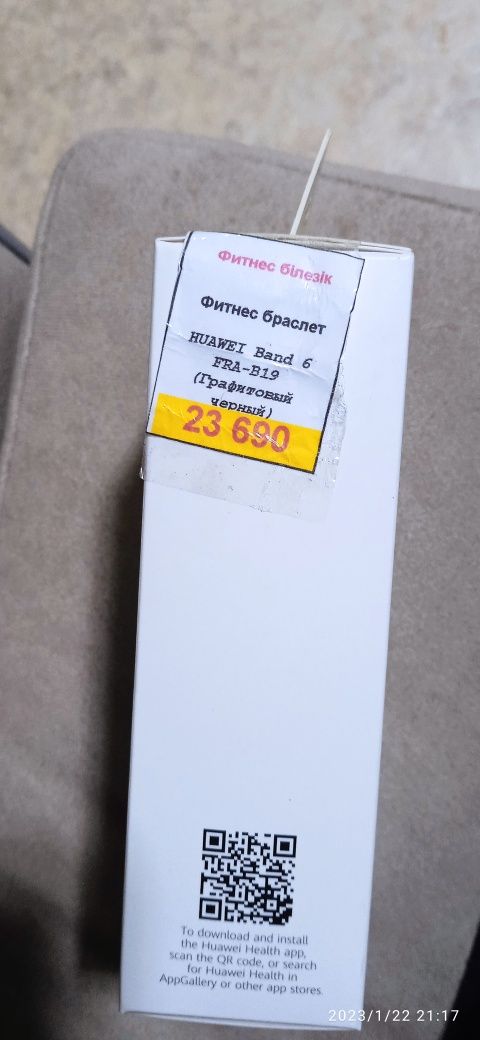 Фитнес білезік
Фитнес браслет
HUAWEI Band 6
FRA-B19
(Графитовый
черный)
23 690
To download and install
the Huawei Health app,
scan the QR code, or search
for Huawei Health in
AppGallery or other app stores.
2023/1/22 21:17